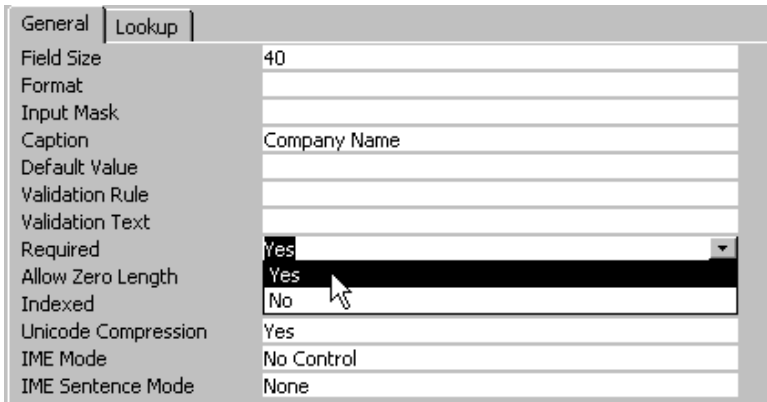 General Lookup
Field Size 40
Format
Input Mask
Caption Company Name
Default Value
Validation Rule
Validation Text
Required Yes
Allow Zero Length Yes
Indexed No
Unicode Compression Yes
IME Mode No Control
IME Sentence Mode None